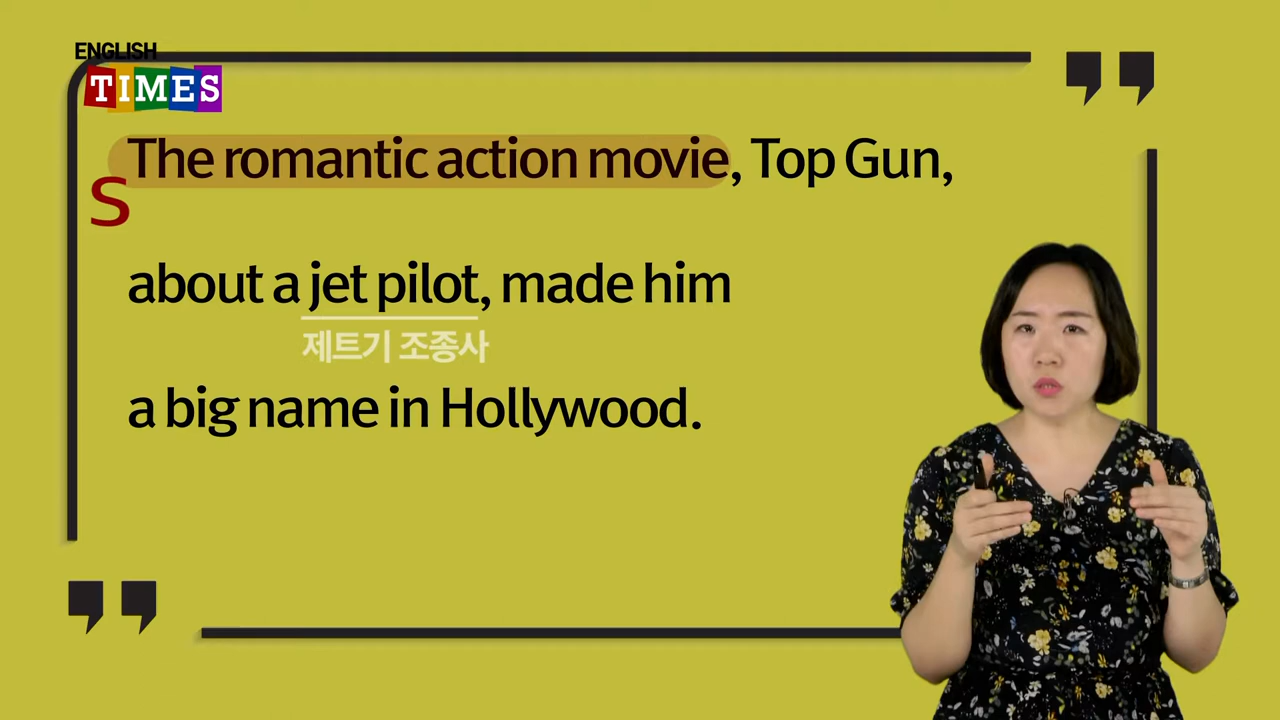 ENGLISH
TIMES
The romantic action movie, Top Gun,
S
about a jet pilot, made him
제트기 조종사
a big name in Hollywood.